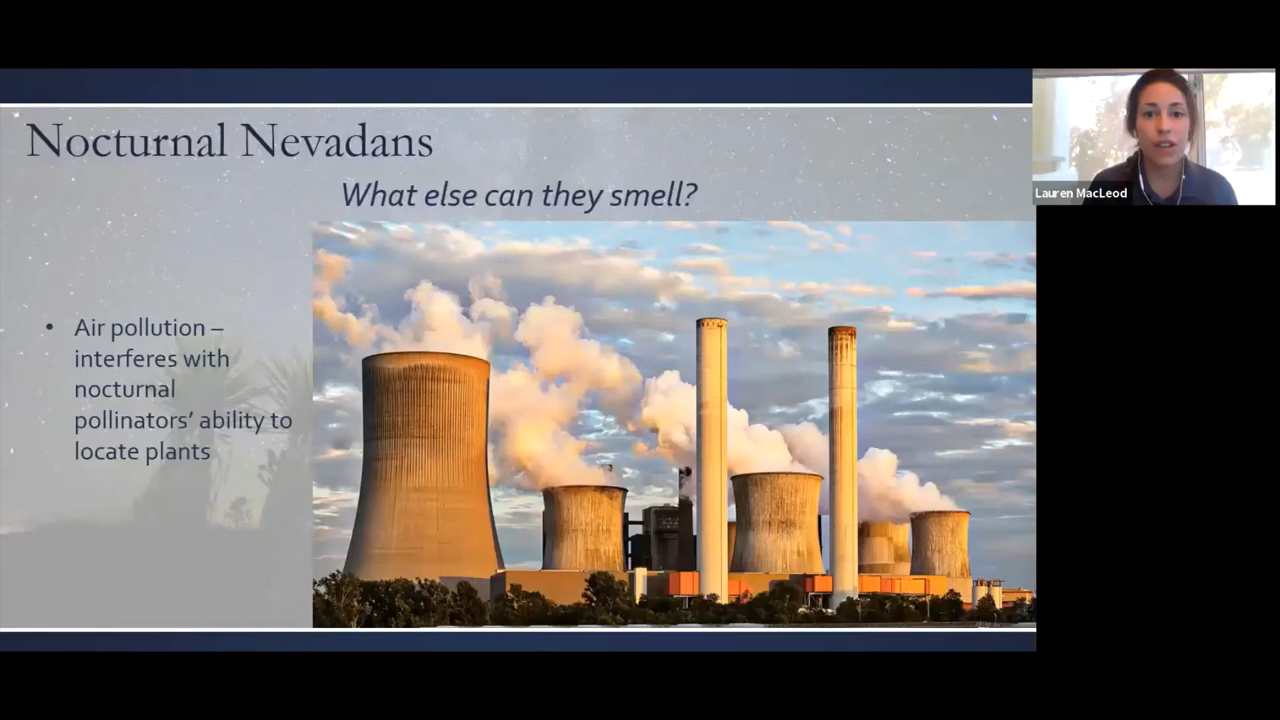 Nocturnal Nevadans
What else can they smell?
• Air pollution –
interferes with
nocturnal
pollinators’ ability to
locate plants
Lauren MacLeod